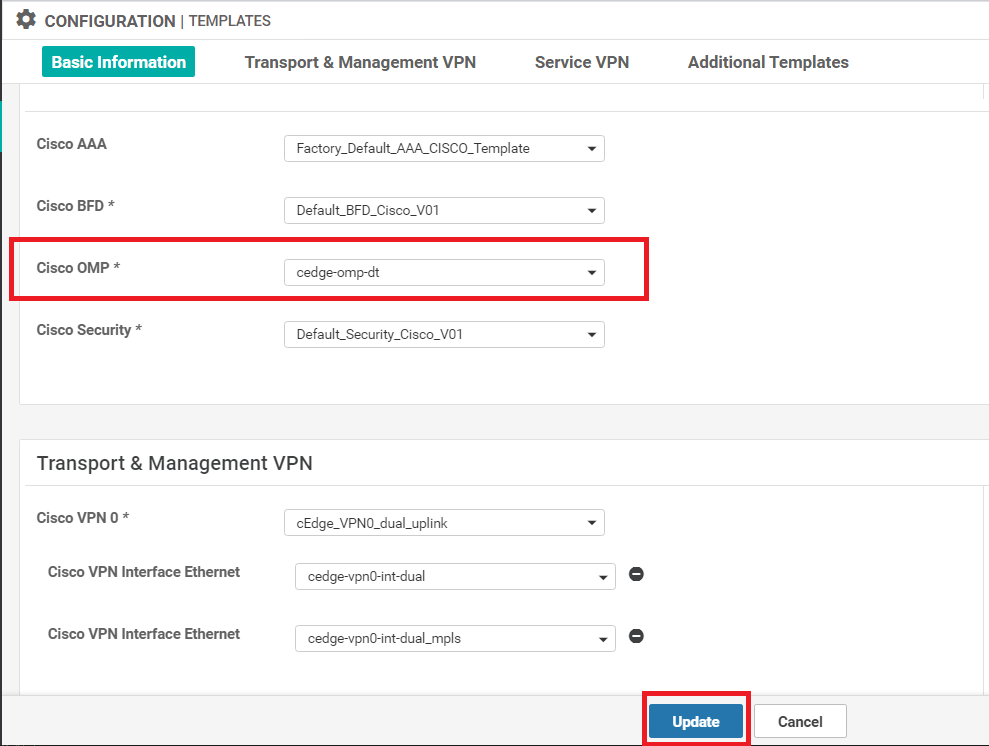 CONFIGURATION | TEMPLATES
Basic Information Transport & Management VPN Service VPN Additional Templates
Cisco AAA Factory_Default_AAA_CISCO_Template
Cisco BFD * Default_BFD_Cisco_V01
Cisco OMP * cedge-omp-dt
Cisco Security * Default_Security_Cisco_V01
Transport & Management VPN
Cisco VPN 0 * cEdge_VPN0_dual_uplink
Cisco VPN Interface Ethernet cedge-vpn0-int-dual
Cisco VPN Interface Ethernet cedge-vpn0-int-dual_mpls
Update Cancel